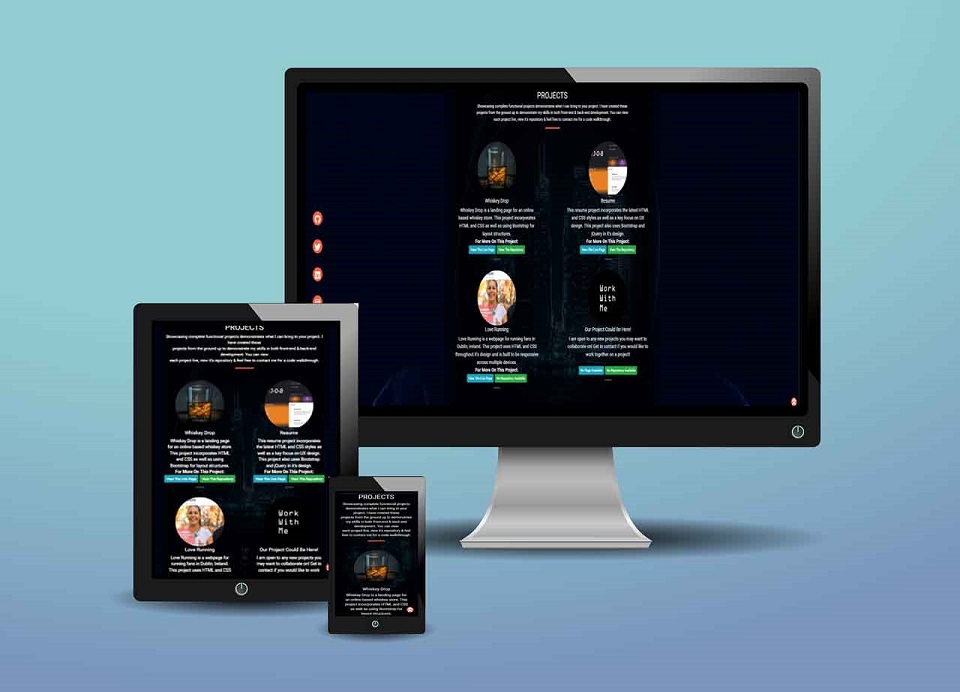 PROJECTS
Showcasing complete functional projects demonstrates what I can bring to your project. I have created these
projects from the ground up to demonstrate my skills in both front-end & back-end development. You can view
each project live, view it's repository & feel free to contact me for a code walkthrough.
Whiskey Drop
Whiskey Drop is a landing page for an online
based whiskey store. This project incorporates
HTML and CSS as well as using Bootstrap for
layout structures.
For More On This Project:
View The Live Page
View The Repository
J-O-B
Resume
This resume project incorporates the latest HTML
and CSS styles as well as a key focus on UX
design. This project also uses Bootstrap and
jQuery in it's design.
For More On This Project:
View The Live Page
View The Repository
Love Running
Love Running is a webpage for running fans in
Dublin, Ireland. The project uses HTML and CSS
throughout it's design and is built to be responsive
across multiple devices.
For More On This Project:
View The Live Page
No Repository Available
Work
With
Me
Our Project Could Be Here!
I am open to any new projects you may want to
collaborate on! Get in contact if you would like to
work together on a project!
No Page Available
No Repository Available
PROJECTS
Showcasing complete functional projects demonstrates what I can bring to your project. I
have created these
projects from the ground up to demonstrate my skills in both front-end & back-end
development. You can view
each project live, view it's repository & feel free to contact me for a code walkthrough.
Whiskey Drop
Whiskey Drop is a landing page
for an online based whiskey store.
This project incorporates HTML
and CSS as well as using
Bootstrap for layout structures.
For More On This Project:
View The Live Page
View The Repository
J-O-B
Resume
This resume project incorporates
the latest HTML and CSS styles as
well as a key focus on UX design.
This project also uses Bootstrap
and jQuery in it's design.
For More On This Project:
View The Live Page
View The Repository
Love Running
Love Running is a webpage for
running fans in Dublin, Ireland.
This project uses HTML and CSS
Work
With
Me
Our Project Could Be Here!
I am open to any new projects you
may want to collaborate on! Get in
contact if you would like to work
PROJECTS
Showcasing complete functional projects
demonstrates what I can bring to your
project. I have created these
projects from the ground up to demonstrate
my skills in both front-end & back-end
development. You can view
each project live, view it's repository & feel
free to contact me for a code walkthrough.
Whiskey Drop
Whiskey Drop is a landing page for
an online based whiskey store. This
project incorporates HTML and CSS
as well as using Bootstrap for
layout structures.